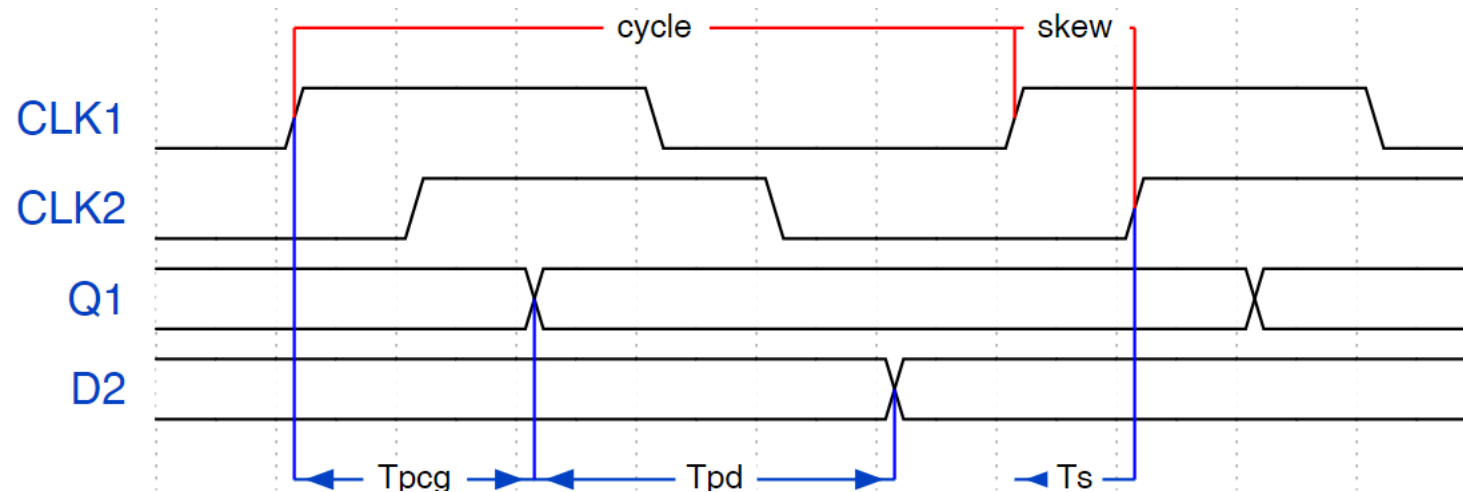 cycle skew
CLK1
CLK2
Q1
D2
Tpcg Tpd Ts